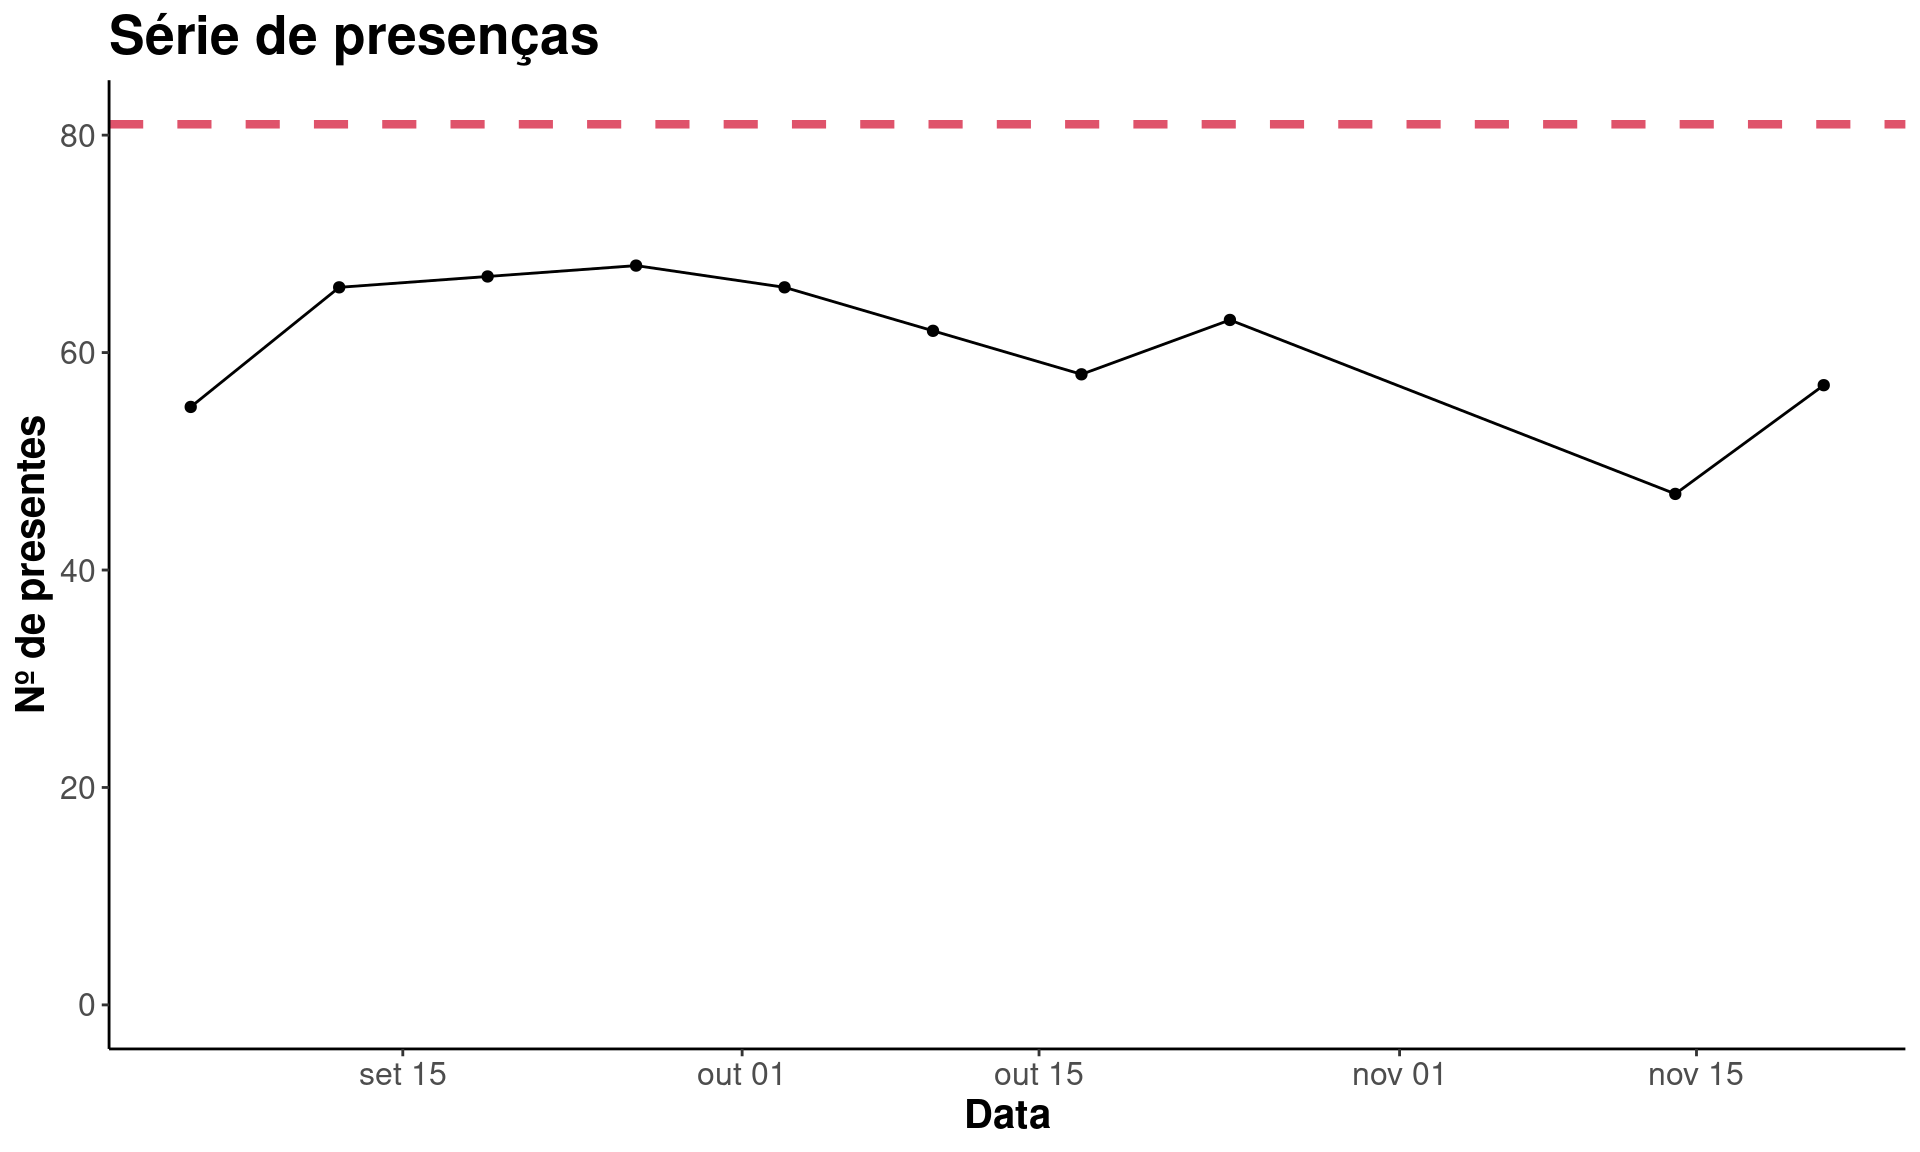 Série de presenças
Nº de presentes
80
60
40
20
0
set 15
out 01
out 15
nov 01
nov 15
Data